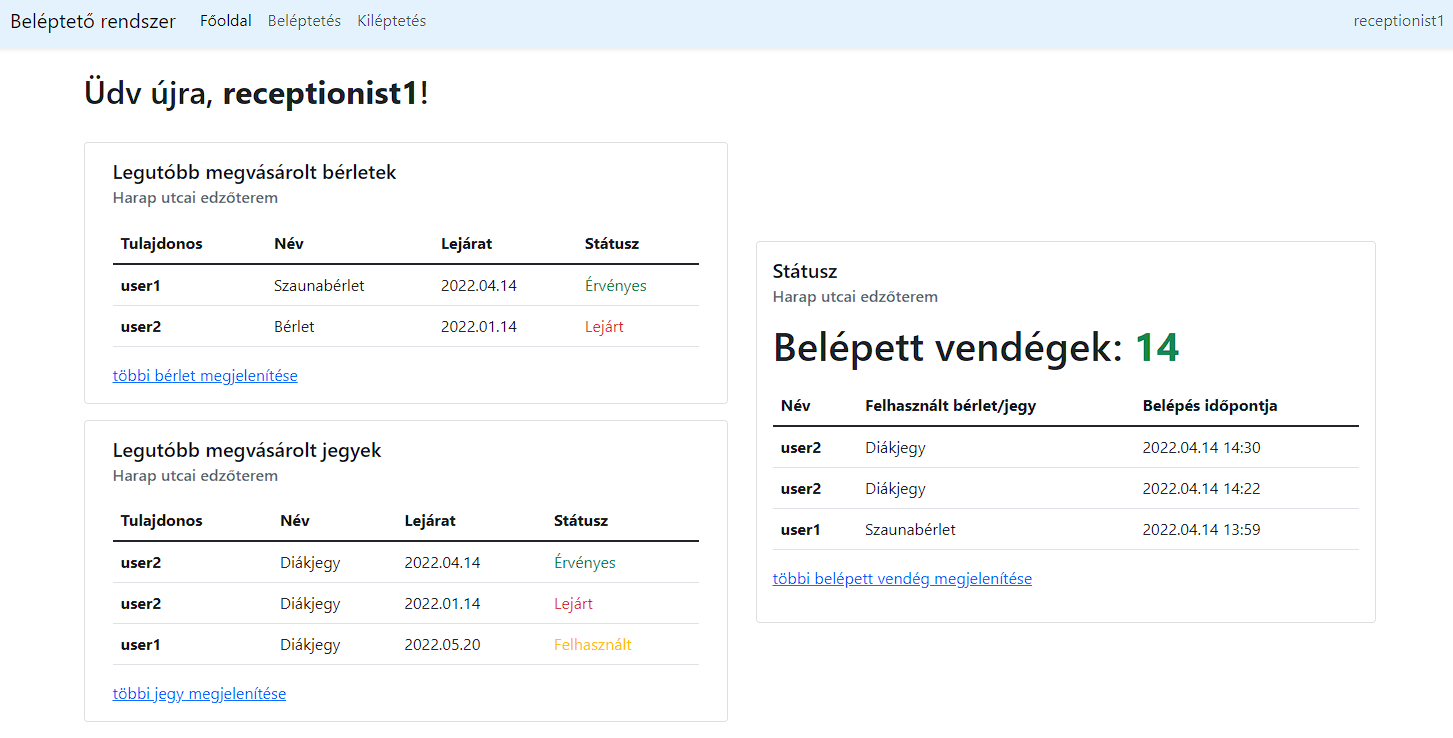 Beléptető rendszer Főoldal Beléptetés Kiléptetés receptionist1
Üdv újra, receptionist1!
Legutóbb megvásárolt bérletek
Harap utcai edzőterem
Tulajdonos Név Lejárat Státusz
user1 Szaunabérlet 2022.04.14 Érvényes
user2 Bérlet 2022.01.14 Lejárt
többi bérlet megjelenítése
Legutóbb megvásárolt jegyek
Harap utcai edzőterem
Tulajdonos Név Lejárat Státusz
user2 Diákjegy 2022.04.14 Érvényes
user2 Diákjegy 2022.01.14 Lejárt
user1 Diákjegy 2022.05.20 Felhasznált
többi jegy megjelenítése
Státusz
Harap utcai edzőterem
Belépett vendégek: 14
Név Felhasznált bérlet/jegy Belépés időpontja
user2 Diákjegy 2022.04.14 14:30
user2 Diákjegy 2022.04.14 14:22
user1 Szaunabérlet 2022.04.14 13:59
többi belépett vendég megjelenítése